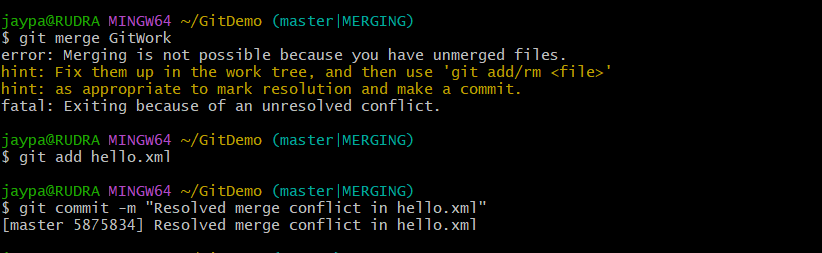 jaypa@RUDRA MINGW64 ~/GitDemo (master|MERGING)
$ git merge GitWork
error: Merging is not possible because you have unmerged files.
hint: Fix them up in the work tree, and then use 'git add/rm <file>'
hint: as appropriate to mark resolution and make a commit.
fatal: Exiting because of an unresolved conflict.
jaypa@RUDRA MINGW64 ~/GitDemo (master|MERGING)
$ git add hello.xml
jaypa@RUDRA MINGW64 ~/GitDemo (master|MERGING)
$ git commit -m "Resolved merge conflict in hello.xml"
[master 5875834] Resolved merge conflict in hello.xml